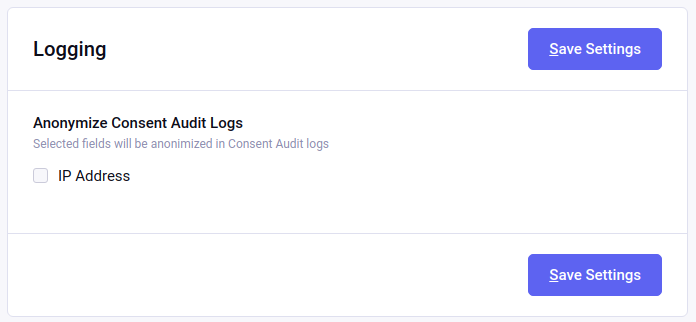 Logging
Save Settings
Anonymize Consent Audit Logs
Selected fields will be anonimized in Consent Audit logs
IP Address
Save Settings